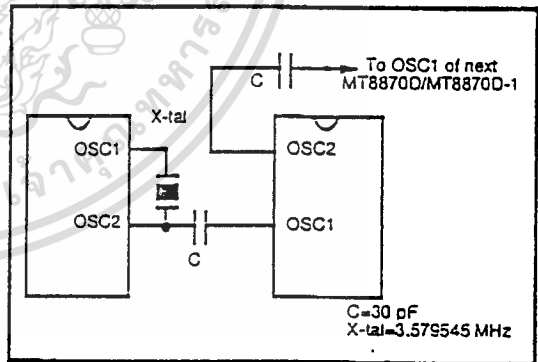 C
To OSC1 of next
MT8870D/MT8870D-1
X-tal
OSC1
OSC2
OSC2
OSC1
C
C=30 pF
X-tal=3.579545 MHz